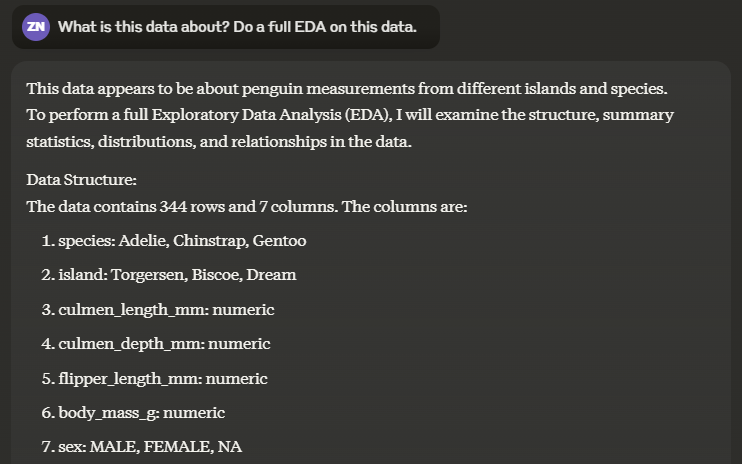 ZN What is this data about? Do a full EDA on this data.
This data appears to be about penguin measurements from different islands and species.
To perform a full Exploratory Data Analysis (EDA), I will examine the structure, summary
statistics, distributions, and relationships in the data.
Data Structure:
The data contains 344 rows and 7 columns. The columns are:
1. species: Adelie, Chinstrap, Gentoo
2. island: Torgersen, Biscoe, Dream
3. culmen_length_mm: numeric
4. culmen_depth_mm: numeric
5. flipper_length_mm: numeric
6. body_mass_g: numeric
7. sex: MALE, FEMALE, NA